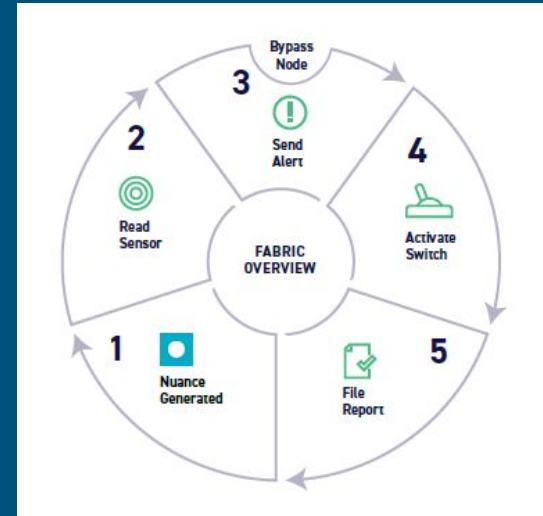 Bypass
Node
3
Send
Alert
2
Read
Sensor
4
Activate
Switch
FABRIC
OVERVIEW
1
Nuance
Generated
5
File
Report